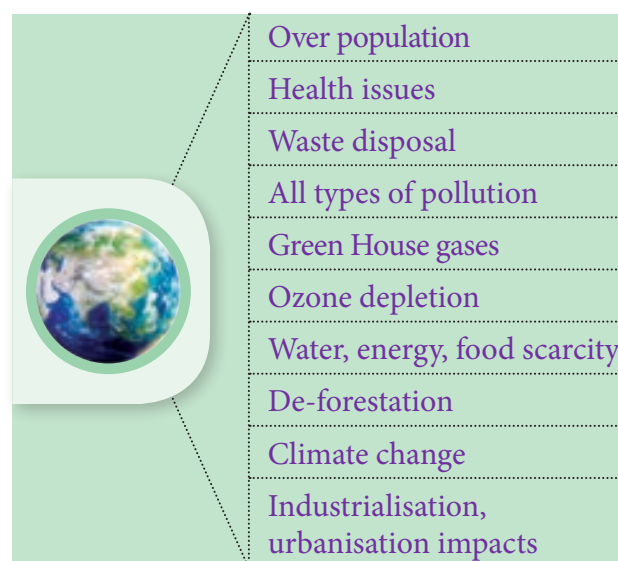 Over population
Health issues
Waste disposal
All types of pollution
Green House gases
Ozone depletion
Water, energy, food scarcity
De-forestation
Climate change
Industrialisation,
urbanisation impacts